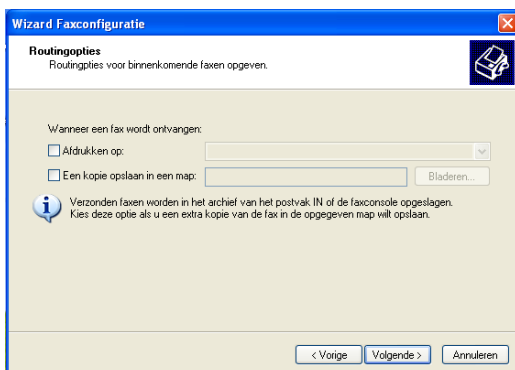 Wizard Faxconfiguratie
Routingopties
Routingpties voor binnenkomende faxen opgeven.
Wanneer een fax wordt ontvangen:
Afdrukken op:
Een kopie opslaan in een map:
Bladeren...
Verzonden faxen worden in het archief van het postvak IN of de faxconsole opgeslagen.
Kies deze optie als u een extra kopie van de fax in de opgegeven map wilt opslaan.
< Vorige
Volgende >
Annuleren